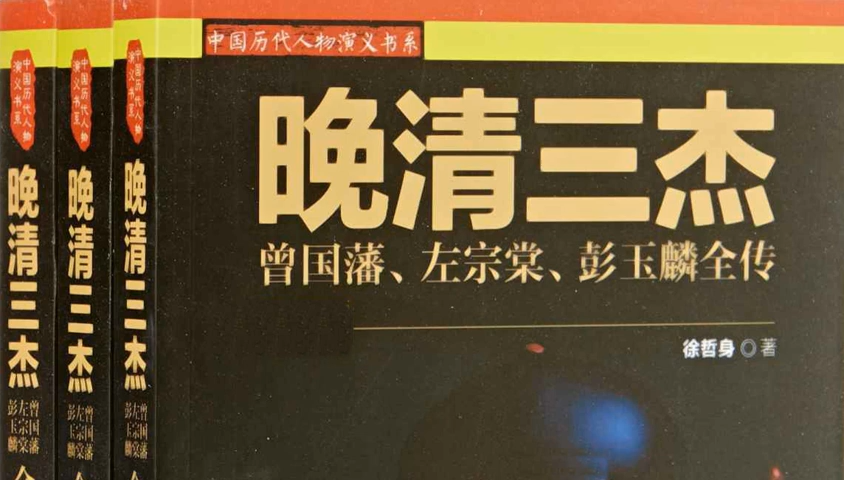 中国历代人物
演义书系
晚清三杰
曾国藩
左宗棠
彭玉麟
全
中国历代人物
演义书系
晚清三杰
曾国藩
左宗棠
彭玉麟
全
中国历代人物
演义书系
晚清三杰
曾国藩
左宗棠
彭玉麟
全
中国历代人物演义书系
晚清三杰
曾国藩、左宗棠、彭玉麟全传
徐哲身◎著